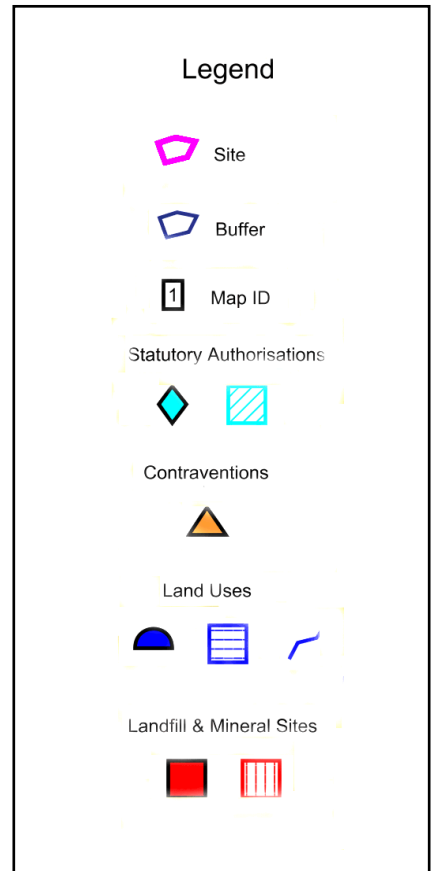 Legend
Site
Buffer
1 Map ID
Statutory Authorisations
Contraventions
Land Uses
Landfill & Mineral Sites